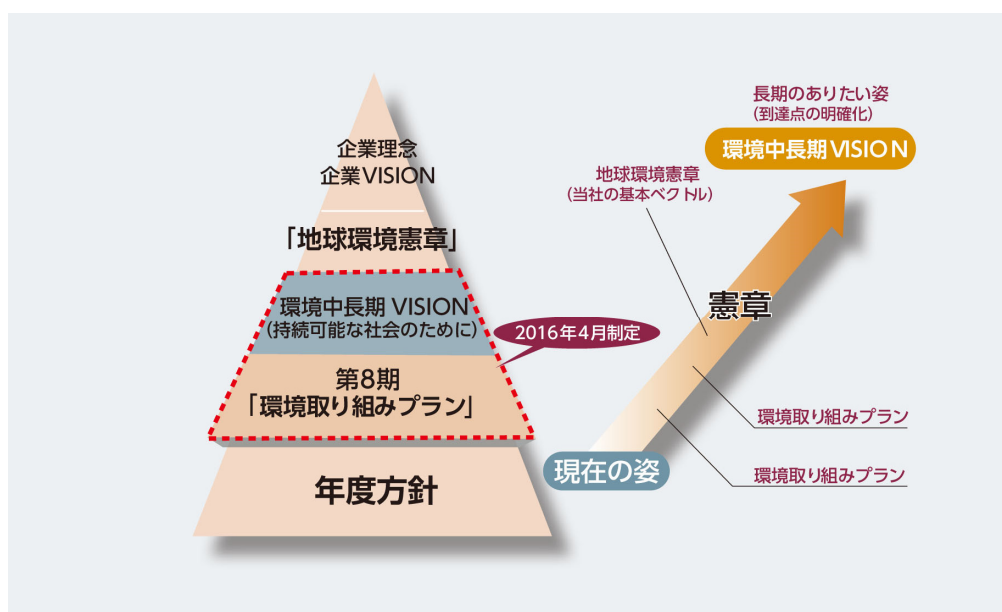 企業理念
企業VISION
「地球環境憲章」
環境中長期 VISION
(持続可能な社会のために)
第8期
「環境取り組みプラン」
年度方針
2016年4月制定
長期のありたい姿
(到達点の明確化)
環境中長期VISION
地球環境憲章
(当社の基本ベクトル)
憲章
環境取り組みプラン
環境取り組みプラン
現在の姿